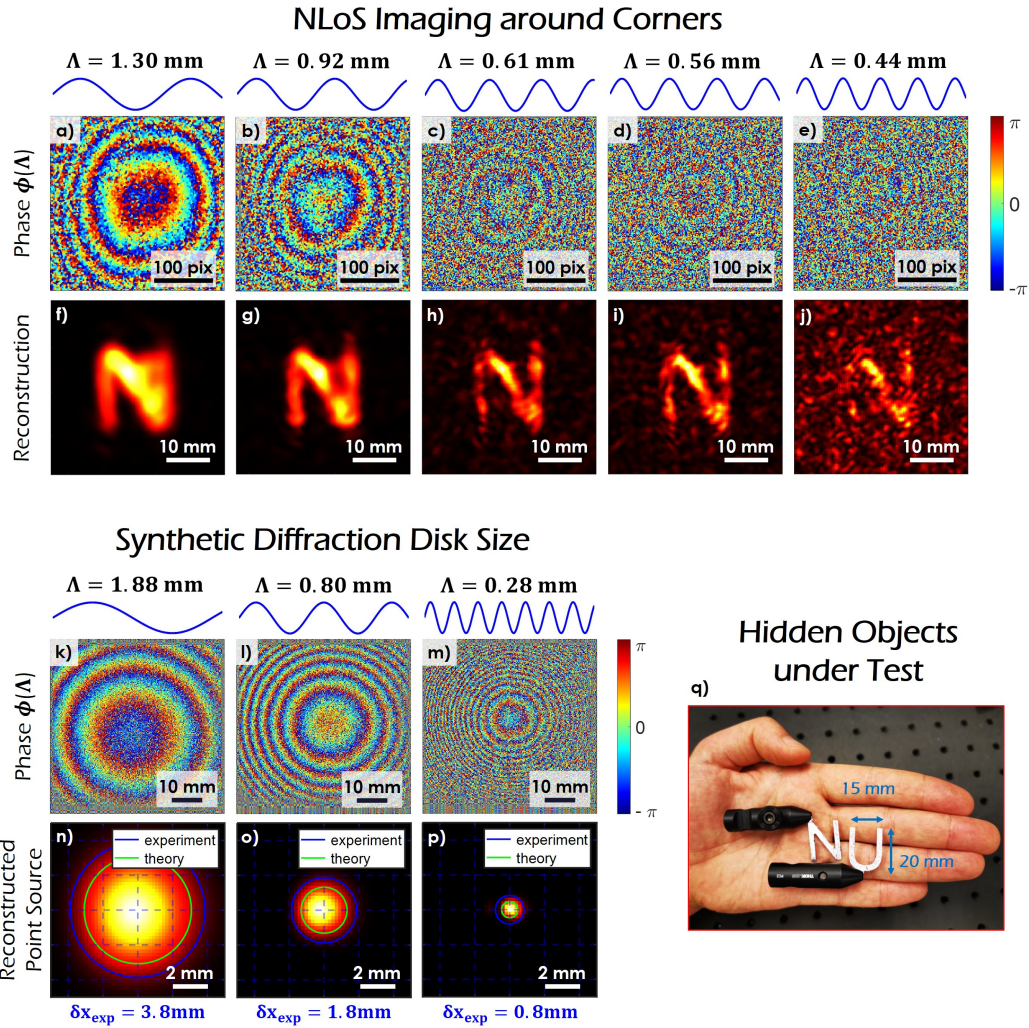 NLoS Imaging around Corners
Λ = 1.30 mm
Λ = 0.92 mm
Λ = 0.61 mm
Λ = 0.56 mm
Λ = 0.44 mm
Phase ϕ(Λ)
a)
100 pix
b)
100 pix
c)
100 pix
d)
100 pix
e)
100 pix
π
0
-π
Reconstruction
f)
10 mm
g)
10 mm
h)
10 mm
i)
10 mm
j)
10 mm
Synthetic Diffraction Disk Size
Λ = 1.88 mm
Λ = 0.80 mm
Λ = 0.28 mm
Phase ϕ(Λ)
k)
10 mm
l)
10 mm
m)
10 mm
π
0
- π
Reconstructed
Point Source
n)
experiment
theory
2 mm
o)
experiment
theory
2 mm
p)
experiment
theory
2 mm
δxexp = 3.8mm
δxexp = 1.8mm
δxexp = 0.8mm
Hidden Objects
under Test
q)
15 mm
20 mm
NU